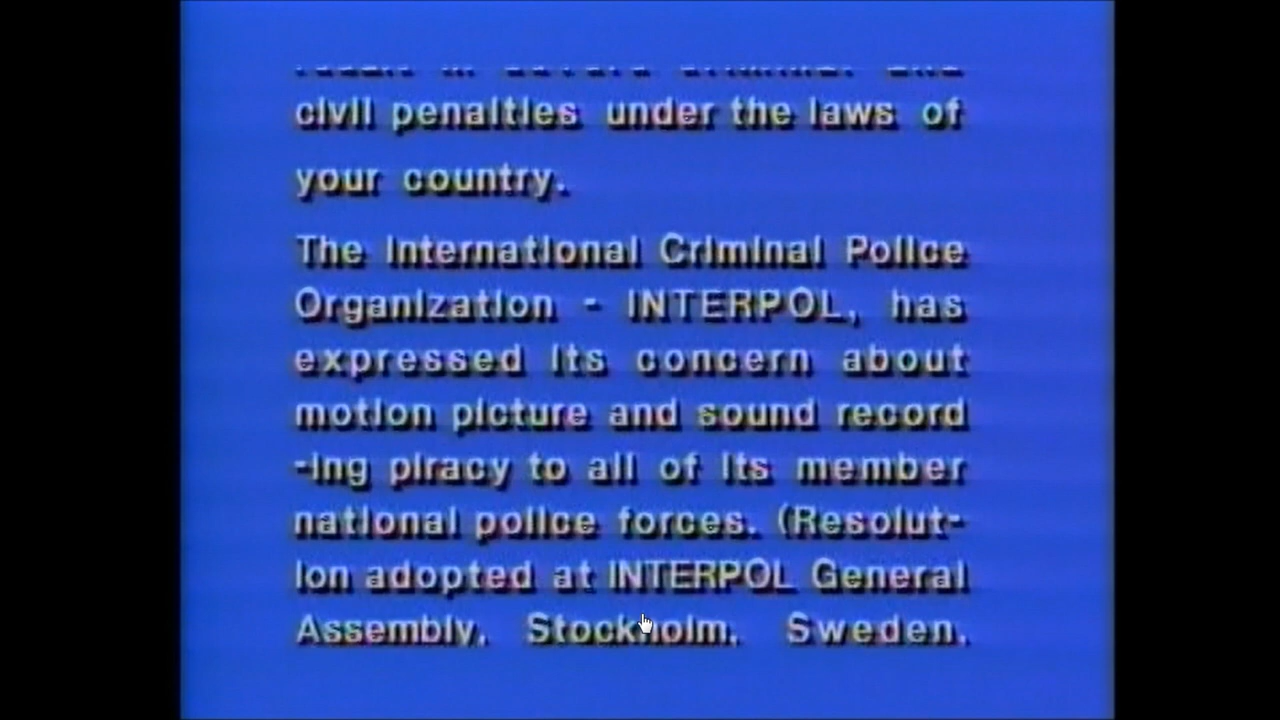 civil penalties under the laws of
your country.
The International Criminal Police
Organization - INTERPOL, has
expressed its concern about
motion picture and sound record
-ing piracy to all of its member
national police forces. (Resolut-
ion adopted at INTERPOL General
Assembly, Stockholm, Sweden,